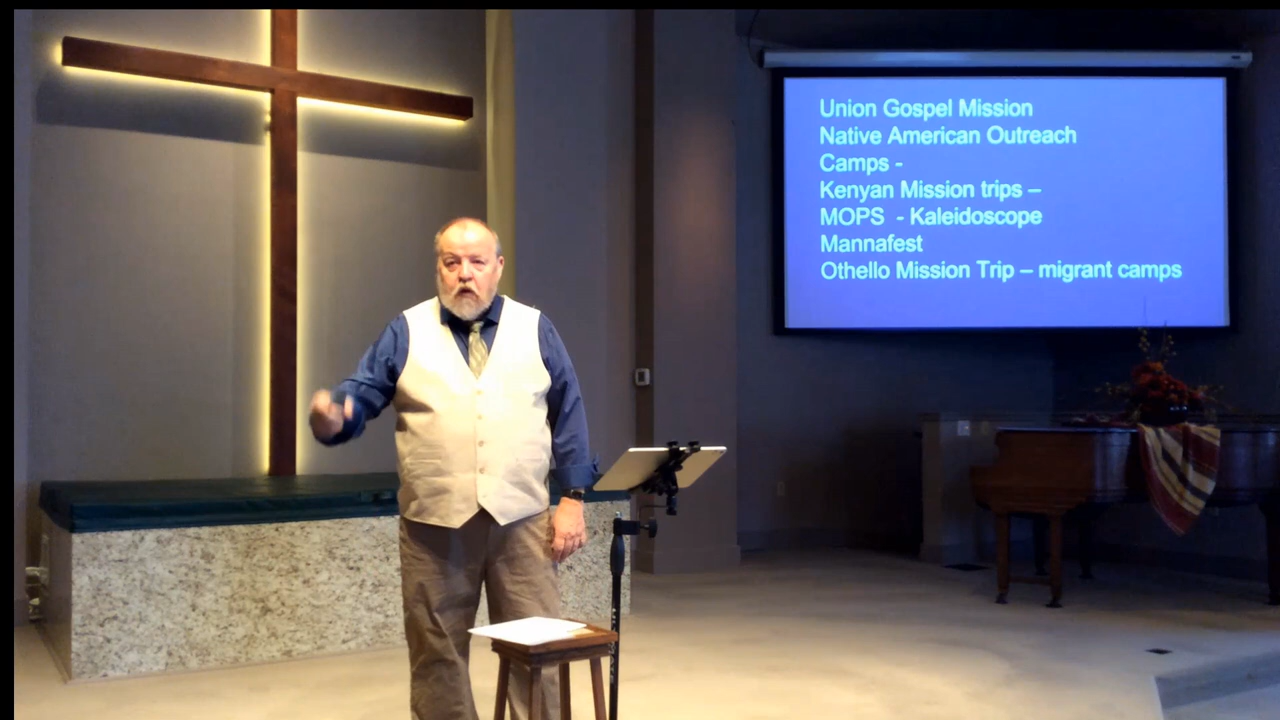 Union Gospel Mission
Native American Outreach
Camps -
Kenyan Mission trips –
MOPS  - Kaleidoscope
Mannafest
Othello Mission Trip – migrant camps